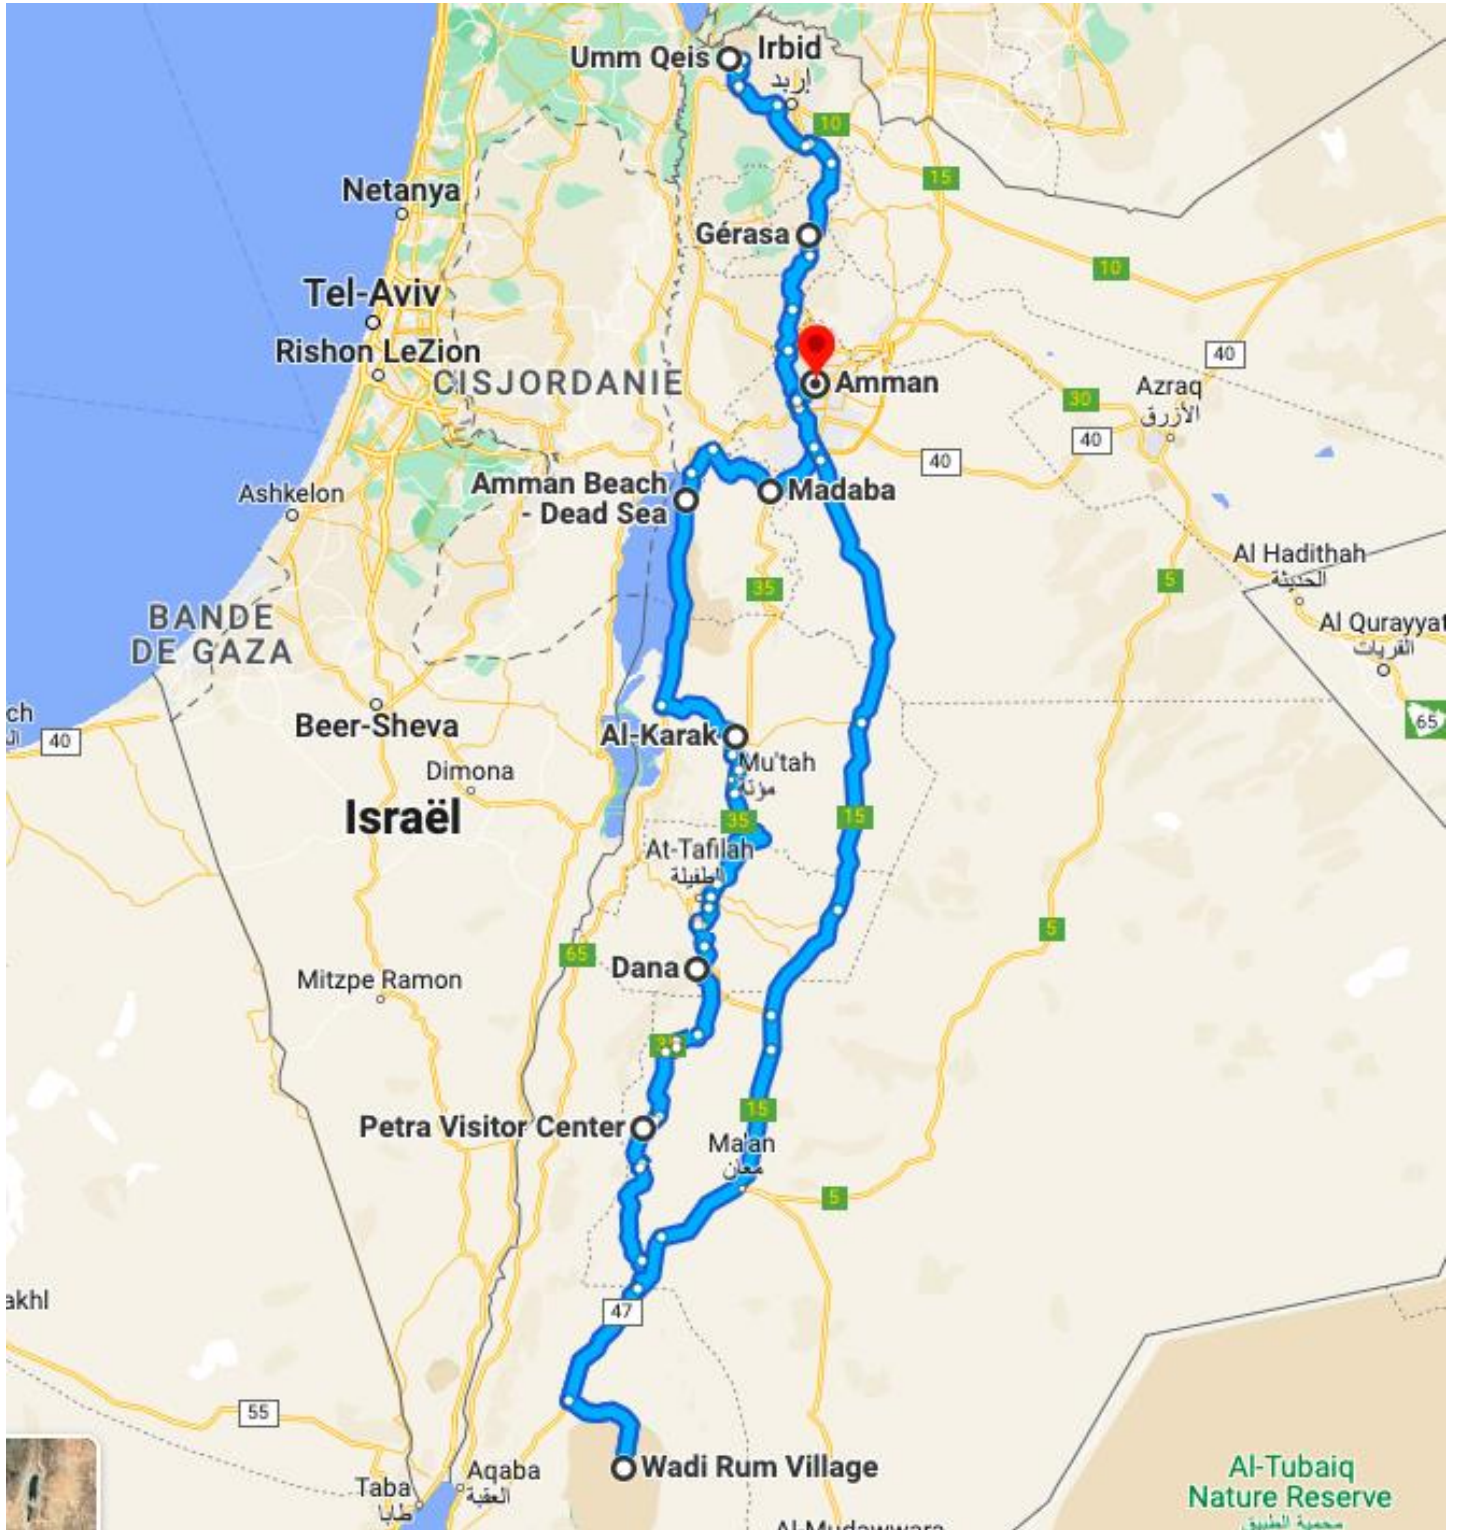 Umm Qeis
Irbid
إربد
10
15
Netanya
Gérasa
10
Tel-Aviv
Rishon LeZion
40
CISJORDANIE
Amman
Azraq
الأزرق
30
40
40
Amman Beach
- Dead Sea
Madaba
Ashkelon
Al Hadithah
الحديثة
5
35
BANDE
DE GAZA
Al Qurayyat
القريات
65
40
Beer-Sheva
Al-Karak
Mu'tah
مؤتة
Dimona
Israël
35
15
At-Tafilah
الطفيلة
5
65
Dana
Mitzpe Ramon
15
Petra Visitor Center
Ma'an
معان
5
akhl
47
55
Wadi Rum Village
Aqaba
العقبة
Taba
طابا
Al-Tubaiq
Nature Reserve
محمية الطبيق